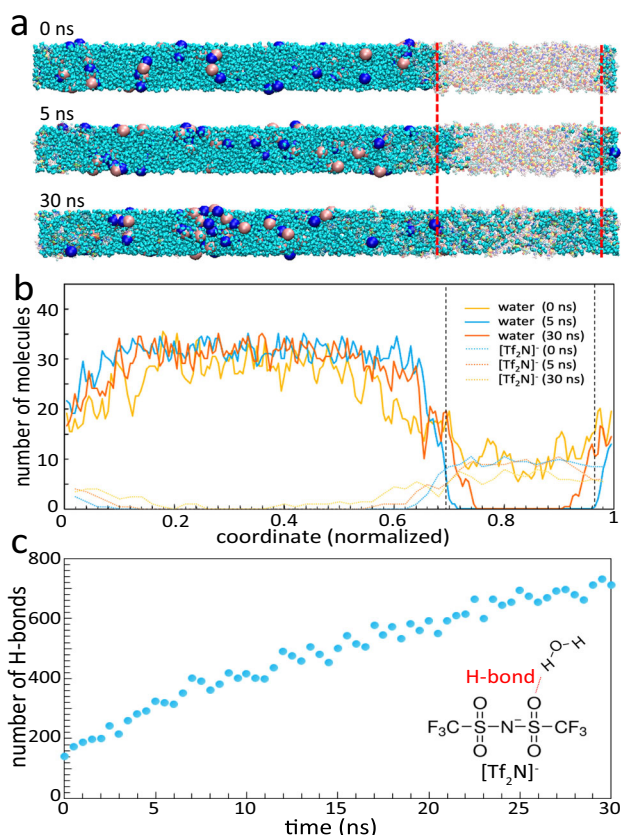 a
0 ns
5 ns
30 ns
b
number of molecules
40
30
20
10
0
water (0 ns)
water (5 ns)
water (30 ns)
[Tf2N]- (0 ns)
[Tf2N]- (5 ns)
[Tf2N]- (30 ns)
0 0.2 0.4 0.6 0.8 1
coordinate (normalized)
c
number of H-bonds
800
600
400
200
0
H-bond
H O H
O O
F3C S N- S CF3
O O
[Tf2N]-
0 5 10 15 20 25 30
time (ns)